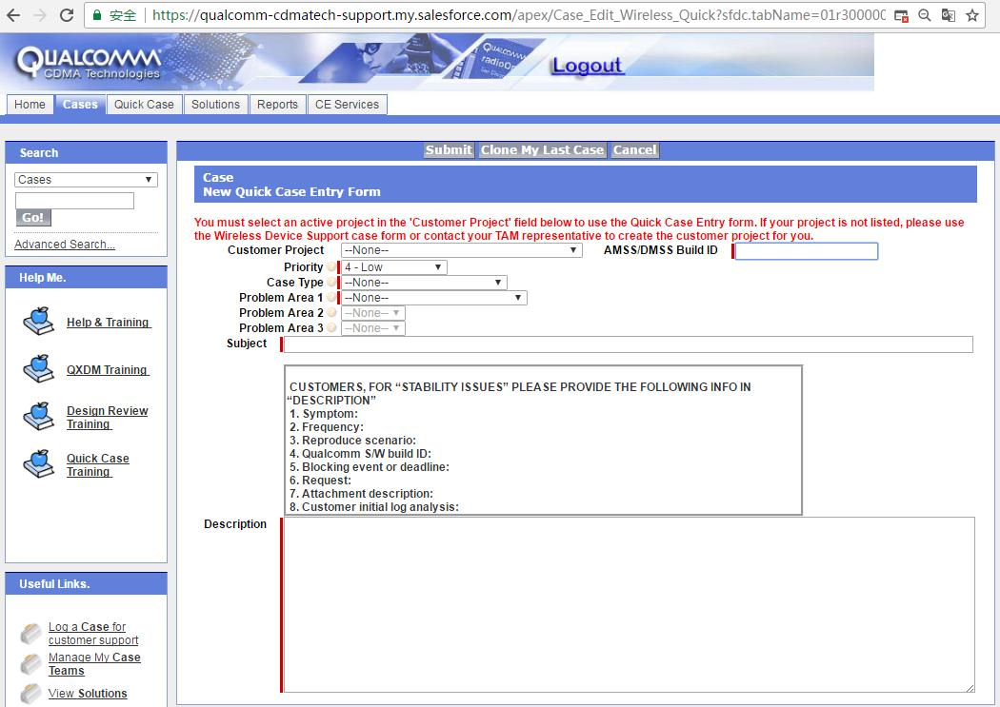 安全
https://qualcomm-cdmatech-support.my.salesforce.com/apex/Case_Edit_Wireless_Quick?sfdc.tabName=01r300000
QUALCOMM
CDMA Technologies
QUALCOMM
radioOn
Logout
Home Cases Quick Case Solutions Reports CE Services
Search
Cases
Go!
Advanced Search...
Help Me.
Help & Training
QXDM Training
Design Review
Training
Quick Case
Training
Useful Links.
Log a Case for
customer support
Manage My Case
Teams
View Solutions
Submit Clone My Last Case Cancel
Case
New Quick Case Entry Form
You must select an active project in the 'Customer Project' field below to use the Quick Case Entry form. If your project is not listed, please use
the Wireless Device Support case form or contact your TAM representative to create the customer project for you.
Customer Project --None-- AMSS/DMSS Build ID
Priority 4 - Low
Case Type --None--
Problem Area 1 --None--
Problem Area 2 --None--
Problem Area 3 --None--
Subject
CUSTOMERS, FOR “STABILITY ISSUES” PLEASE PROVIDE THE FOLLOWING INFO IN
“DESCRIPTION”
1. Symptom:
2. Frequency:
3. Reproduce scenario:
4. Qualcomm S/W build ID:
5. Blocking event or deadline:
6. Request:
7. Attachment description:
8. Customer initial log analysis:
Description